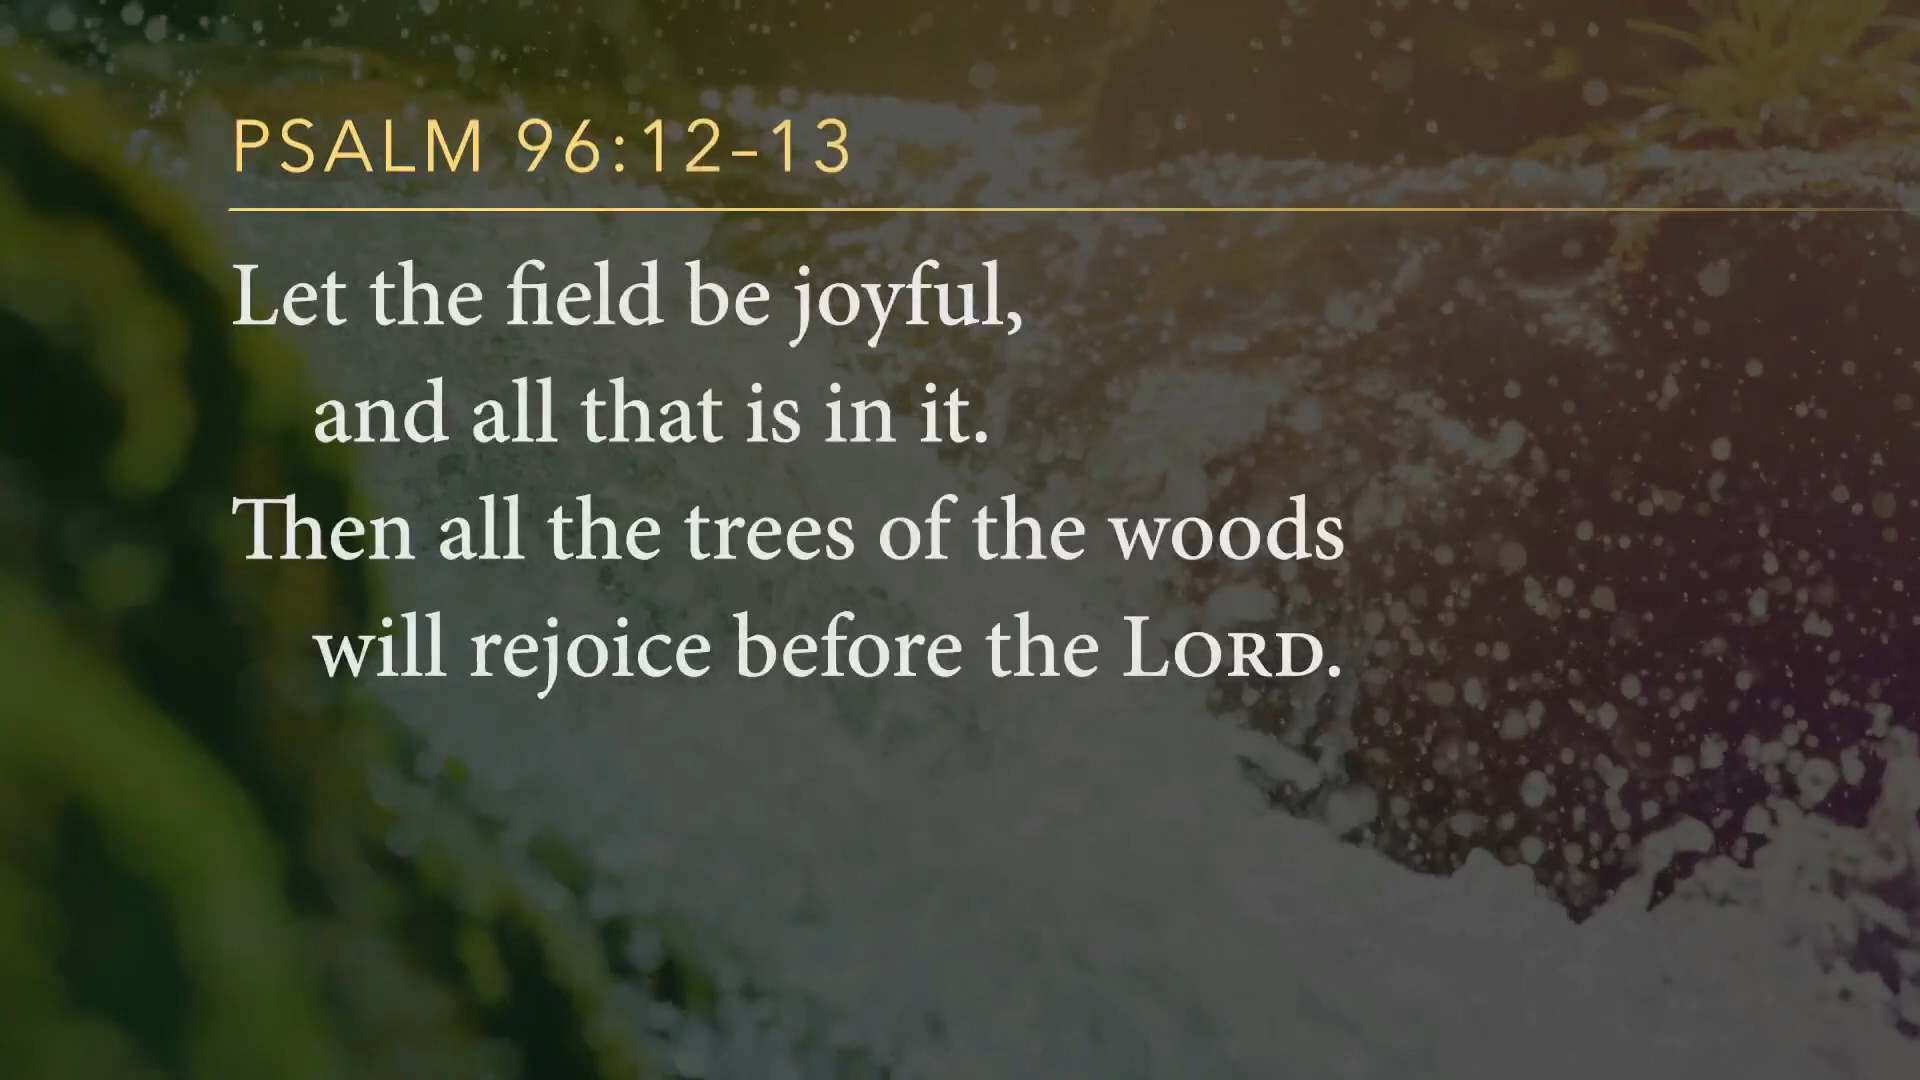 PSALM 96:12–13
Let the field be joyful,
and all that is in it.
Then all the trees of the woods
will rejoice before the LORD.